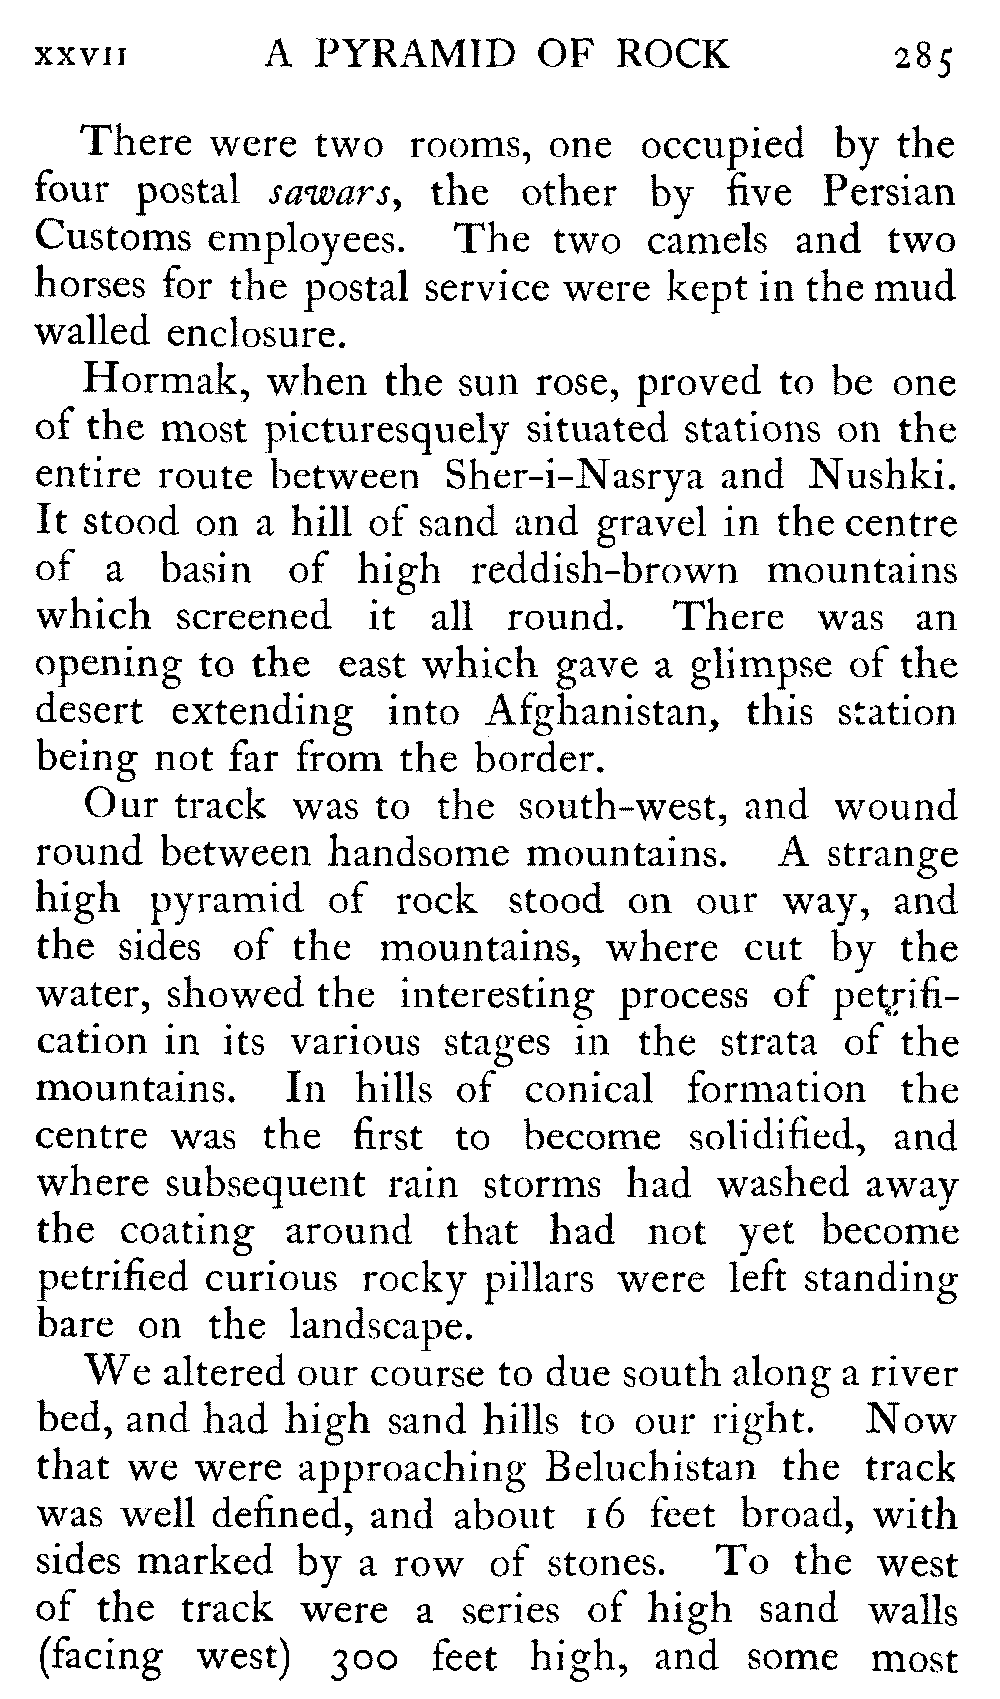 XXVII A PYRAMID OF ROCK 285
There were two rooms, one occupied by the
four postal sawars, the other by five Persian
Customs employees. The two camels and two
horses for the postal service were kept in the mud
walled enclosure.
Hormak, when the sun rose, proved to be one
of the most picturesquely situated stations on the
entire route between Sher-i-Nasrya and Nushki.
It stood on a hill of sand and gravel in the centre
of a basin of high reddish-brown mountains
which screened it all round. There was an
opening to the east which gave a glimpse of the
desert extending into Afghanistan, this station
being not far from the border.
Our track was to the south-west, and wound
round between handsome mountains. A strange
high pyramid of rock stood on our way, and
the sides of the mountains, where cut by the
water, showed the interesting process of petrifi-
cation in its various stages in the strata of the
mountains. In hills of conical formation the
centre was the first to become solidified, and
where subsequent rain storms had washed away
the coating around that had not yet become
petrified curious rocky pillars were left standing
bare on the landscape.
We altered our course to due south along a river
bed, and had high sand hills to our right. Now
that we were approaching Beluchistan the track
was well defined, and about 16 feet broad, with
sides marked by a row of stones. To the west
of the track were a series of high sand walls
(facing west) 300 feet high, and some most